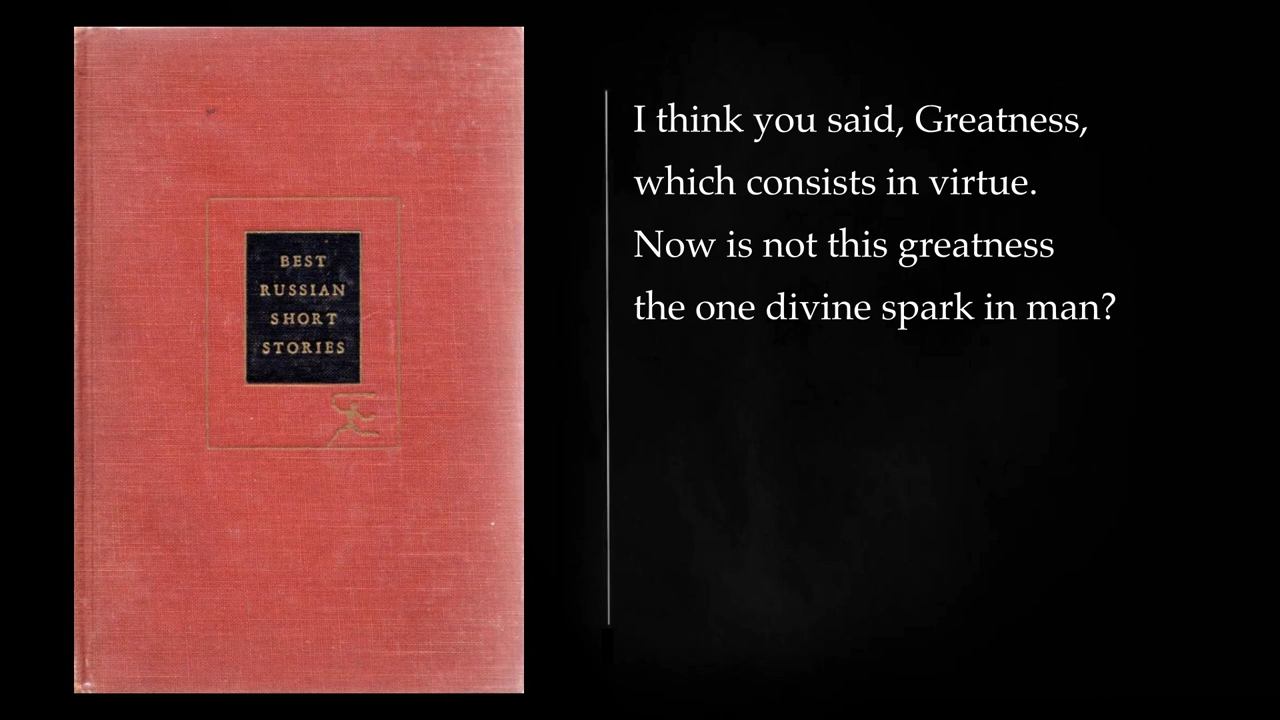 BEST
RUSSIAN
SHORT
STORIES
I think you said, Greatness,
which consists in virtue.
Now is not this greatness
the one divine spark in man?